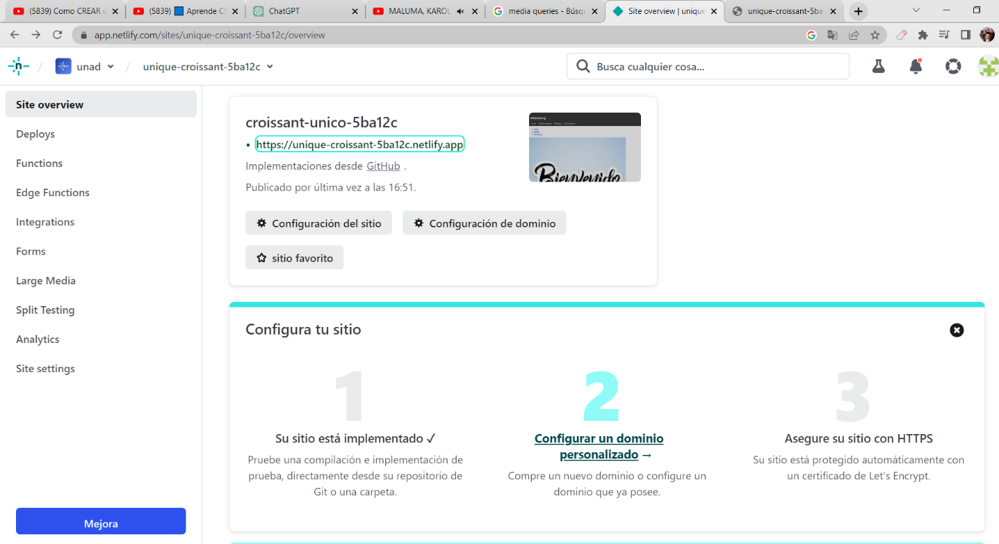 (5839) Como CREAR u
(5839) 🟦 Aprende CS
ChatGPT
MALUMA, KAROL
media queries - Búsqu
Site overview | unique
unique-croissant-5ba
app.netlify.com/sites/unique-croissant-5ba12c/overview
n / unad / unique-croissant-5ba12c
Busca cualquier cosa...
Site overview
Deploys
Functions
Edge Functions
Integrations
Forms
Large Media
Split Testing
Analytics
Site settings
Mejora
croissant-unico-5ba12c
• https://unique-croissant-5ba12c.netlify.app
Implementaciones desde GitHub .
Publicado por última vez a las 16:51.
Bienvenido
Configuración del sitio
Configuración de dominio
sitio favorito
Configura tu sitio
1
Su sitio está implementado ✓
Pruebe una compilación e implementación de
prueba, directamente desde su repositorio de
Git o una carpeta.
2
Configurar un dominio
personalizado →
Compre un nuevo dominio o configure un
dominio que ya posee.
3
Asegure su sitio con HTTPS
Su sitio está protegido automáticamente con
un certificado de Let's Encrypt.